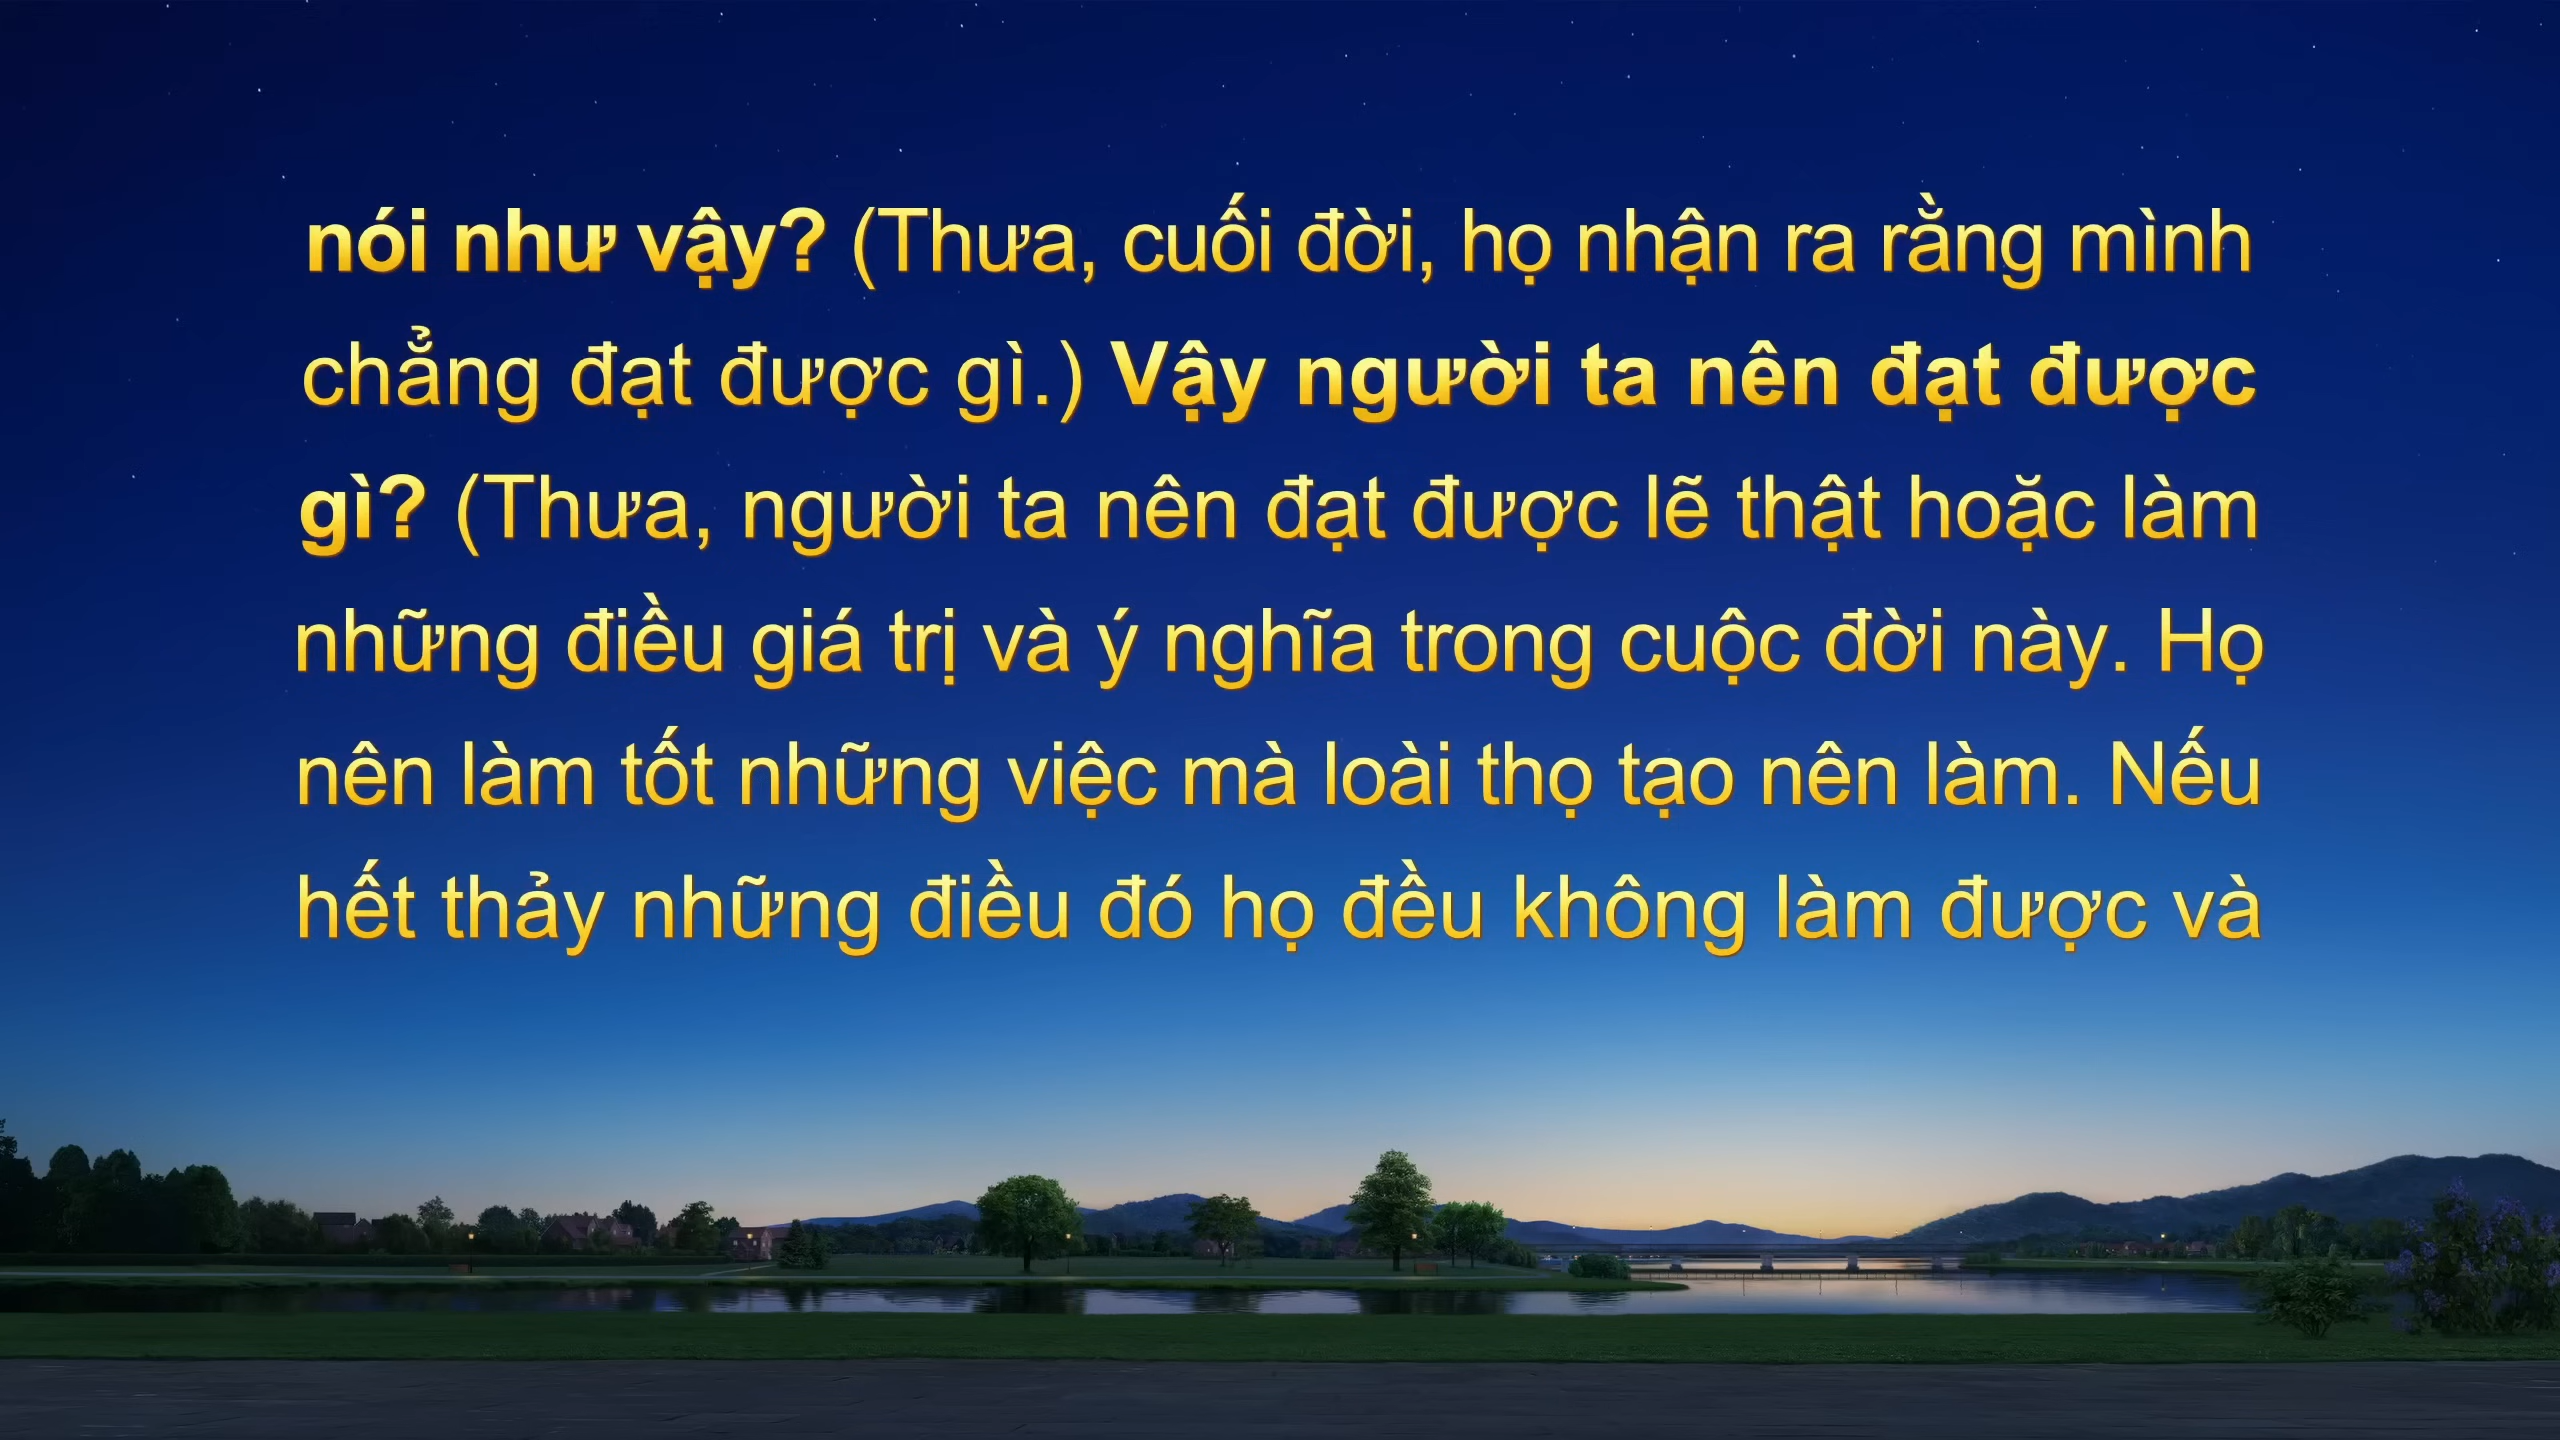 nói như vậy? (Thưa, cuối đời, họ nhận ra rằng mình
chẳng đạt được gì.) Vậy người ta nên đạt được
gì? (Thưa, người ta nên đạt được lẽ thật hoặc làm
những điều giá trị và ý nghĩa trong cuộc đời này. Họ
nên làm tốt những việc mà loài thọ tạo nên làm. Nếu
hết thảy những điều đó họ đều không làm được và